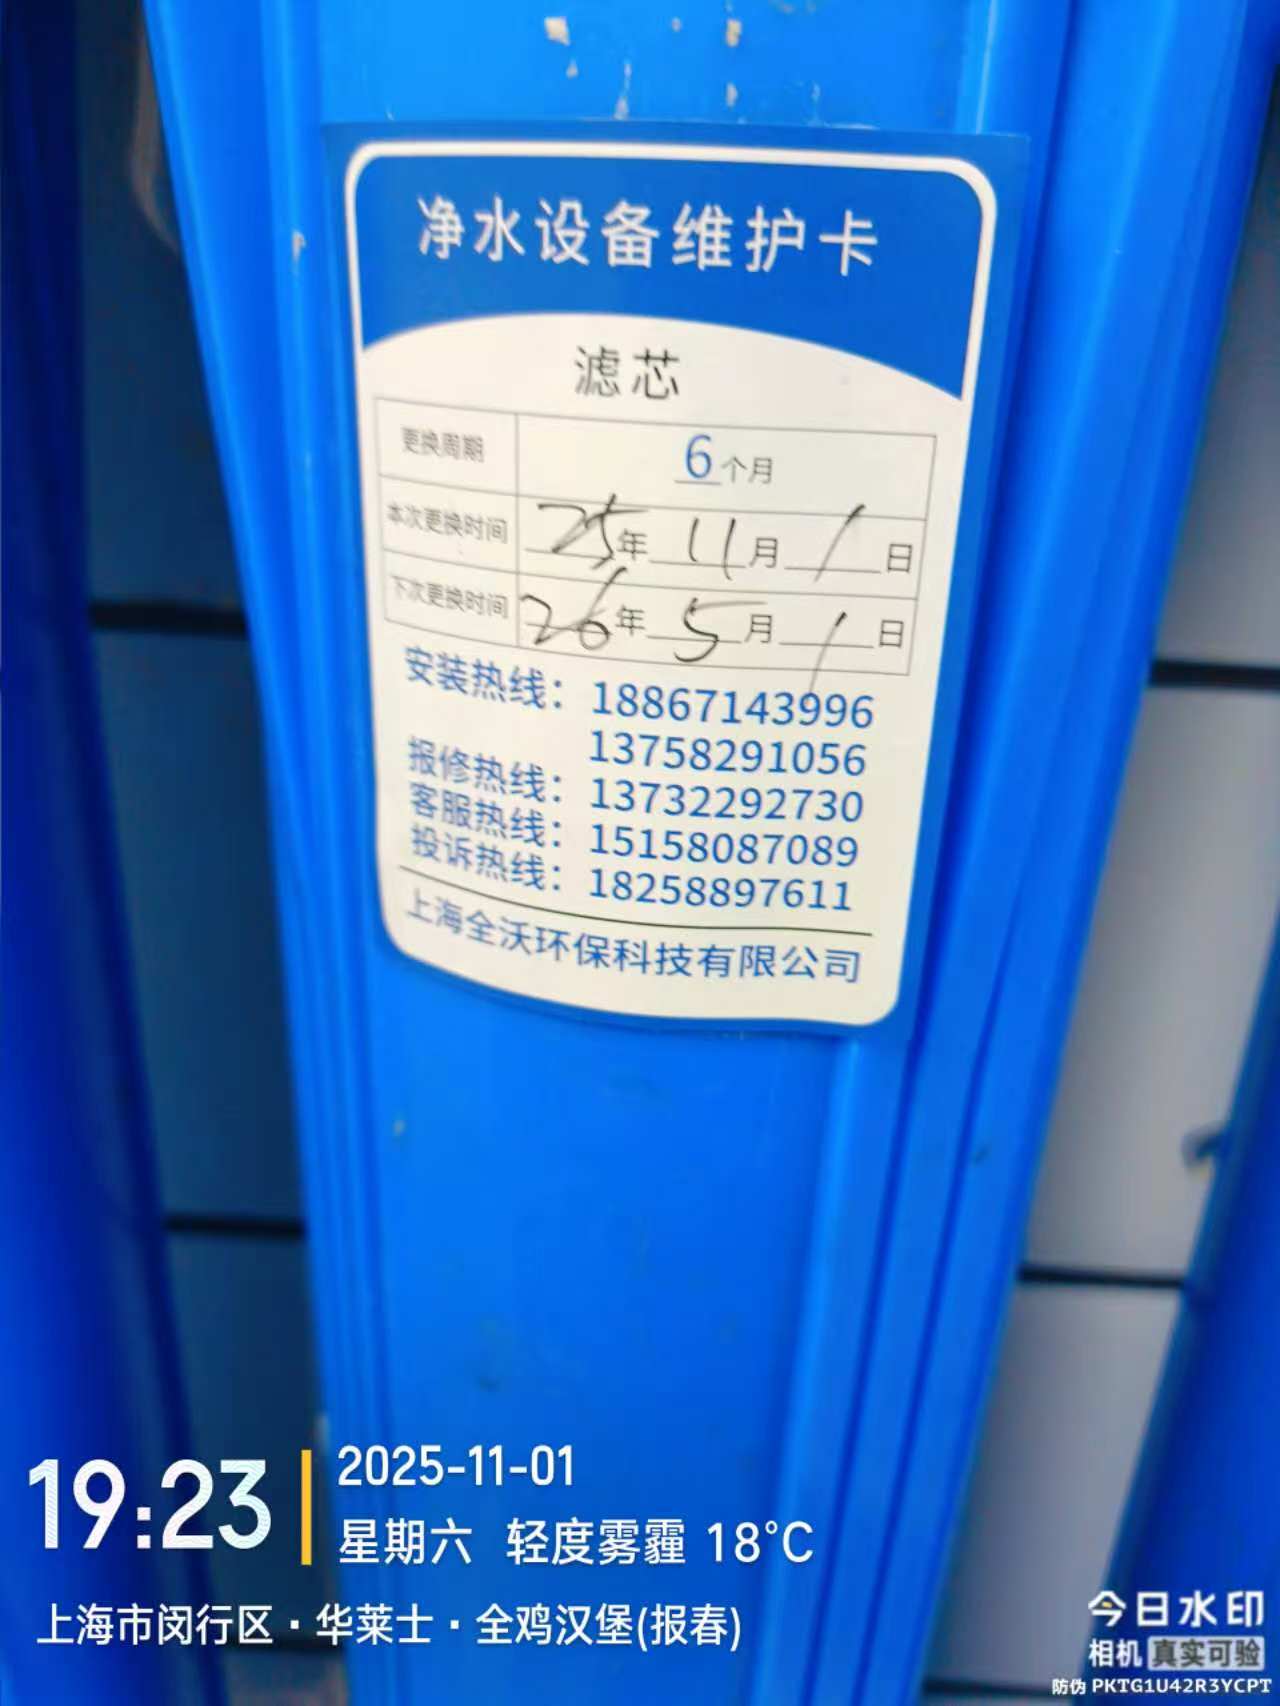 净水设备维护卡
滤芯
更换周期 6个月
本次更换时间 25年11月1日
下次更换时间 26年5月1日
安装热线：18867143996
13758291056
报修热线：13732292730
客服热线：15158087089
投诉热线：18258897611
上海全沃环保科技有限公司
19:23
2025-11-01
星期六 轻度雾霾 18°C
上海市闵行区·华莱士·全鸡汉堡(报春)
今日水印
相机 真实可验
防伪 PKTG1U42R3YCPT